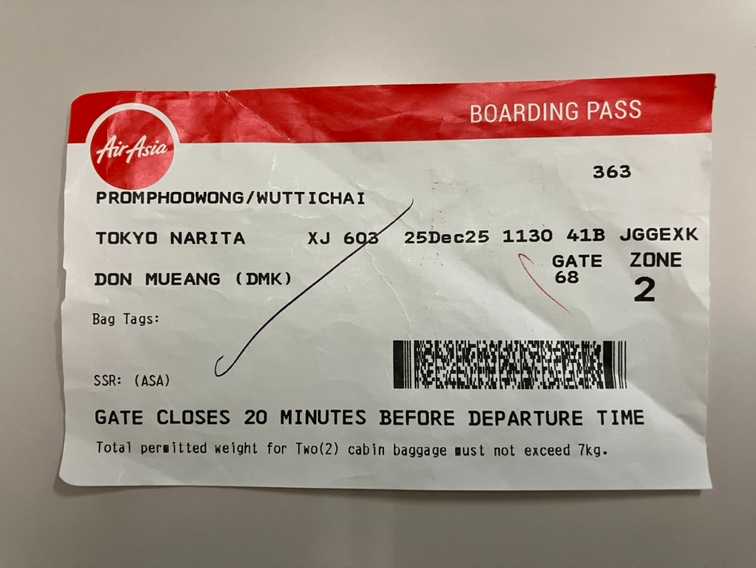 BOARDING PASS
AirAsia
363
PROMPHOOWONG/WUTTICHAI
TOKYO NARITA XJ 603 25Dec25 1130 41B JGGEXK
GATE ZONE
DON MUEANG (DMK) 68 2
Bag Tags:
SSR: (ASA)
GATE CLOSES 20 MINUTES BEFORE DEPARTURE TIME
Total permitted weight for Two(2) cabin baggage must not exceed 7kg.